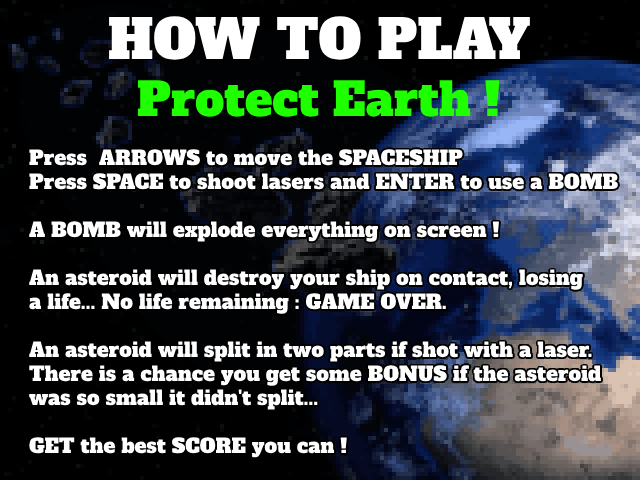 HOW TO PLAY
Protect Earth !
Press  ARROWS to move the SPACESHIP
Press SPACE to shoot lasers and ENTER to use a BOMB
A BOMB will explode everything on screen !
An asteroid will destroy your ship on contact, losing
a life... No life remaining : GAME OVER.
An asteroid will split in two parts if shot with a laser.
There is a chance you get some BONUS if the asteroid
was so small it didn't split...
GET the best SCORE you can !